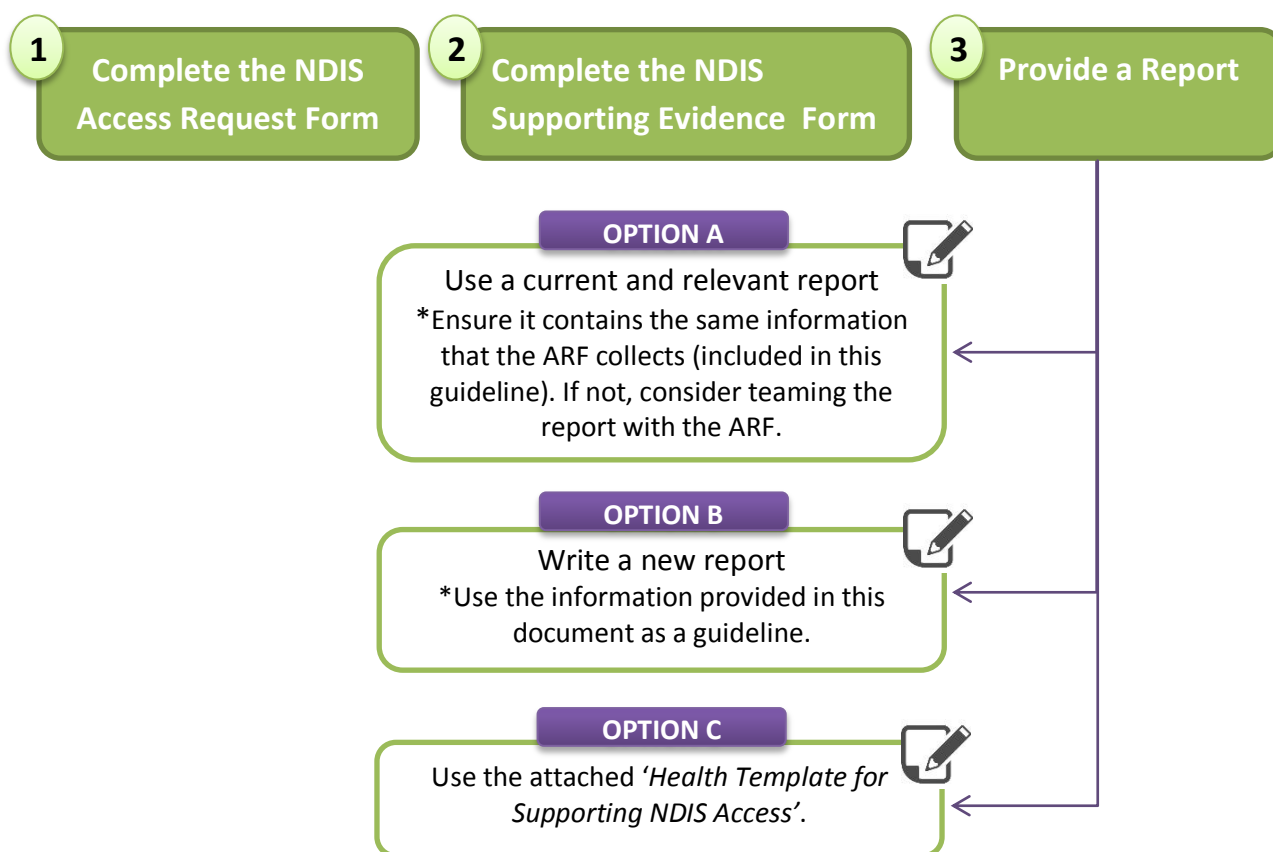 1
Complete the NDIS
Access Request Form
2
Complete the NDIS
Supporting Evidence Form
3
Provide a Report
OPTION A
Use a current and relevant report
*Ensure it contains the same information
that the ARF collects (included in this
guideline). If not, consider teaming the
report with the ARF.
OPTION B
Write a new report
*Use the information provided in this
document as a guideline.
OPTION C
Use the attached ‘Health Template for
Supporting NDIS Access’.